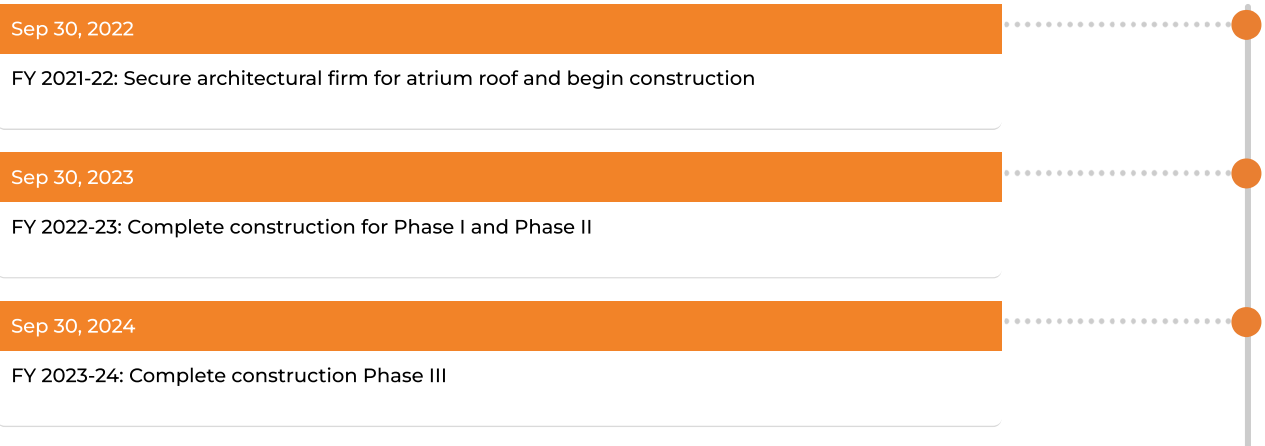 Sep 30, 2022
FY 2021-22: Secure architectural firm for atrium roof and begin construction
Sep 30, 2023
FY 2022-23: Complete construction for Phase I and Phase II
Sep 30, 2024
FY 2023-24: Complete construction Phase III